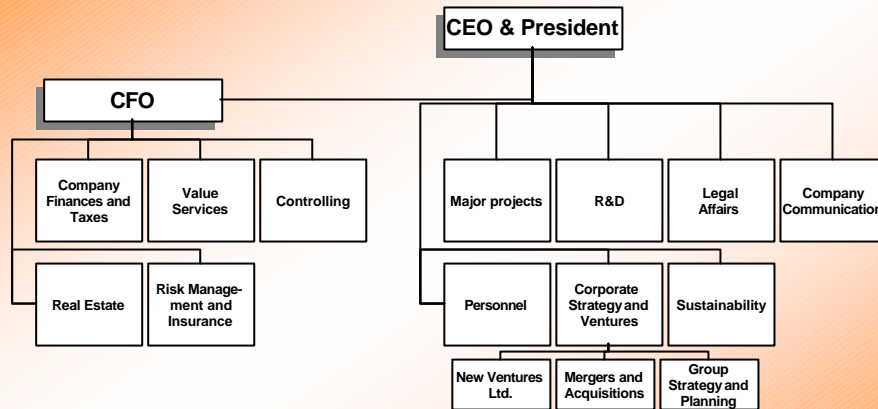 CEO & President
CFO
Company
Finances and
Taxes
Value
Services
Controlling
Major projects
R&D
Legal
Affairs
Company
Communication
Real Estate
Risk Manage-
ment and
Insurance
Personnel
Corporate
Strategy and
Ventures
Sustainability
New Ventures
Ltd.
Mergers and
Acquisitions
Group
Strategy and
Planning